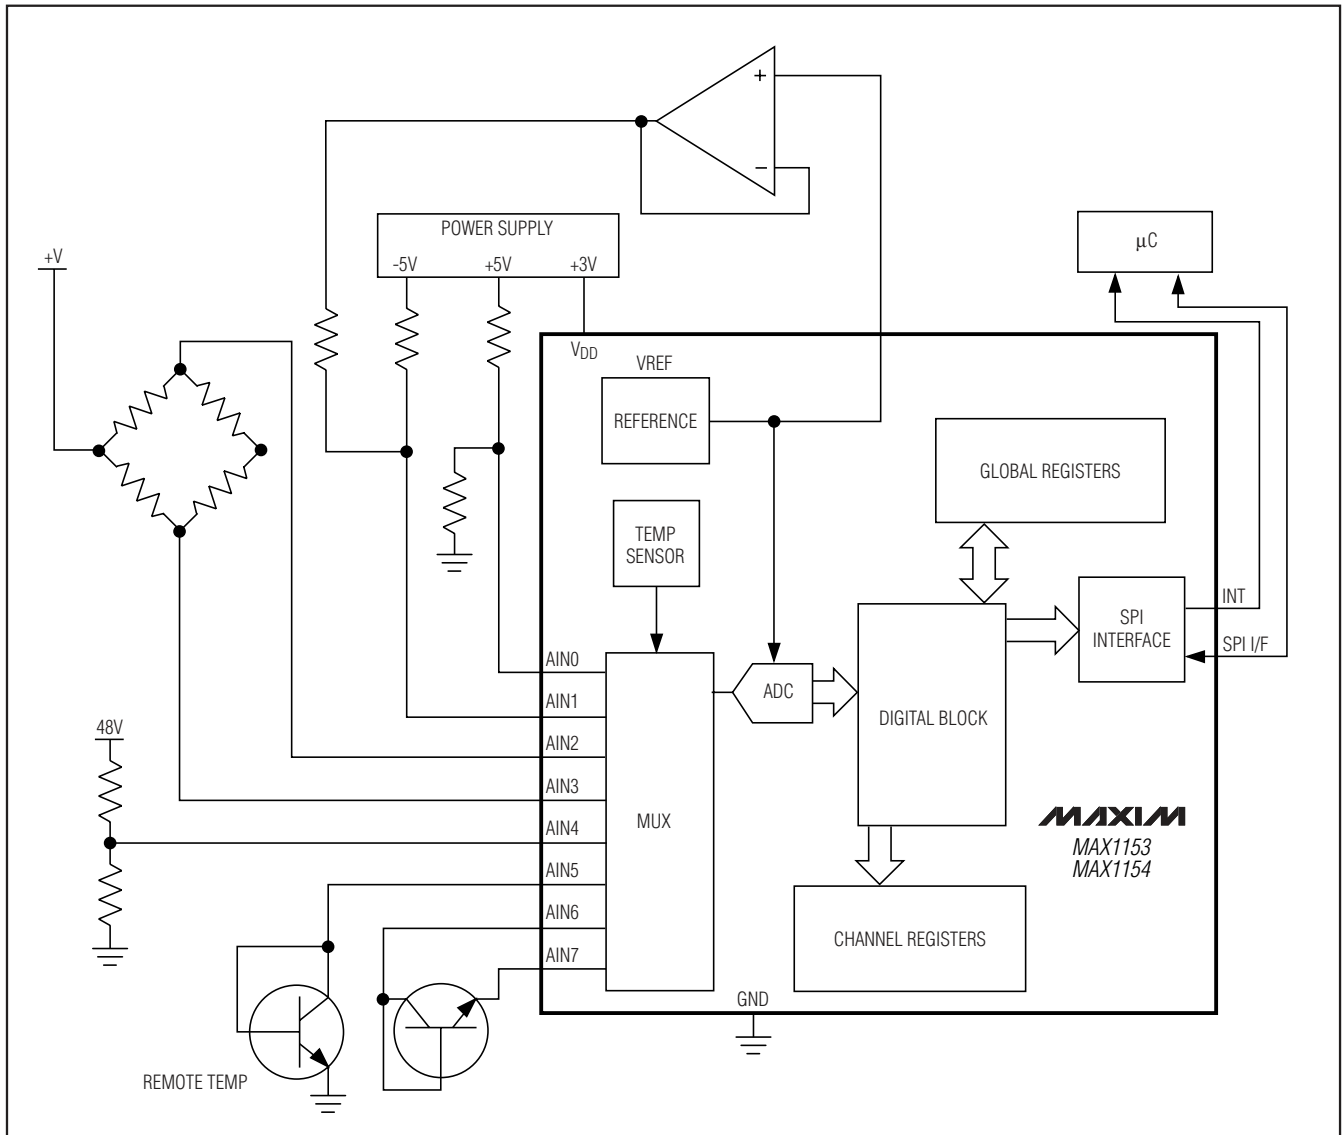 +
−
POWER SUPPLY
-5V +5V +3V
+V
µC
VDD
VREF
REFERENCE
GLOBAL REGISTERS
TEMP
SENSOR
INT
SPI
INTERFACE
SPI I/F
AIN0
AIN1
AIN2
AIN3
AIN4
AIN5
AIN6
AIN7
MUX
ADC
DIGITAL BLOCK
48V
MAXIM
MAX1153
MAX1154
CHANNEL REGISTERS
GND
REMOTE TEMP